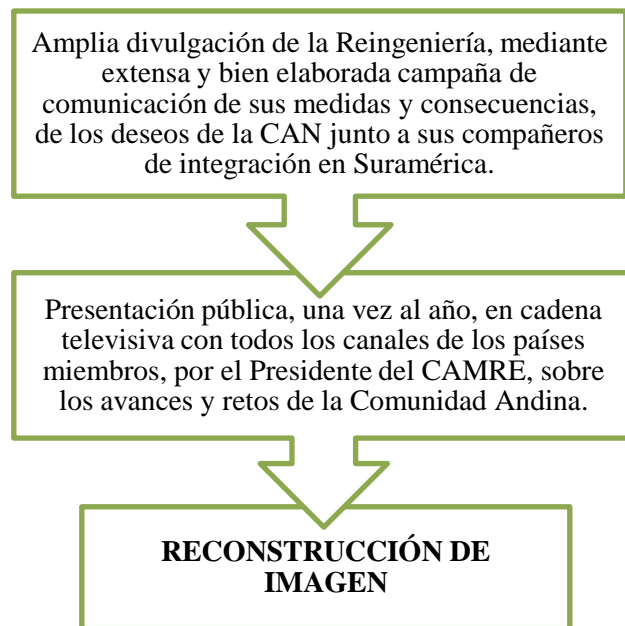 Amplia divulgación de la Reingeniería, mediante
extensa y bien elaborada campaña de
comunicación de sus medidas y consecuencias,
de los deseos de la CAN junto a sus compañeros
de integración en Suramérica.
Presentación pública, una vez al año, en cadena
televisiva con todos los canales de los países
miembros, por el Presidente del CAMRE, sobre
los avances y retos de la Comunidad Andina.
RECONSTRUCCIÓN DE
IMAGEN